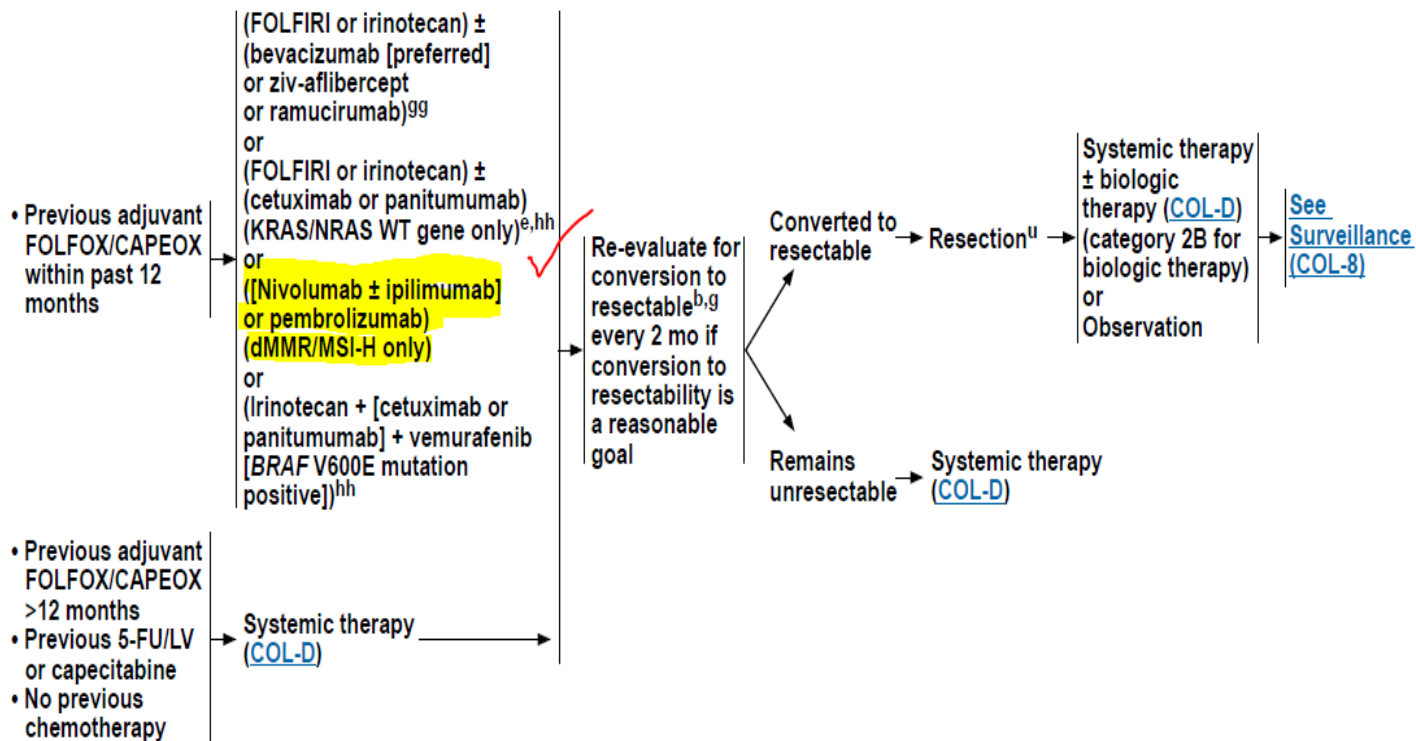 • Previous adjuvant
FOLFOX/CAPEOX
within past 12
months
(FOLFIRI or irinotecan) ±
(bevacizumab [preferred]
or ziv-aflibercept
or ramucirumab)gg
or
(FOLFIRI or irinotecan) ±
(cetuximab or panitumumab)
(KRAS/NRAS WT gene only)e,hh
or
([Nivolumab ± ipilimumab]
or pembrolizumab)
(dMMR/MSI-H only)
or
(Irinotecan + [cetuximab or
panitumumab] + vemurafenib
[BRAF V600E mutation
positive])hh
• Previous adjuvant
FOLFOX/CAPEOX
>12 months
• Previous 5-FU/LV
or capecitabine
• No previous
chemotherapy
Systemic therapy
(COL-D)
Re-evaluate for
conversion to
resectableb,g
every 2 mo if
conversion to
resectability is
a reasonable
goal
Converted to
resectable
Resectionu
Systemic therapy
± biologic
therapy (COL-D)
(category 2B for
biologic therapy)
or
Observation
See
Surveillance
(COL-8)
Remains
unresectable
Systemic therapy
(COL-D)